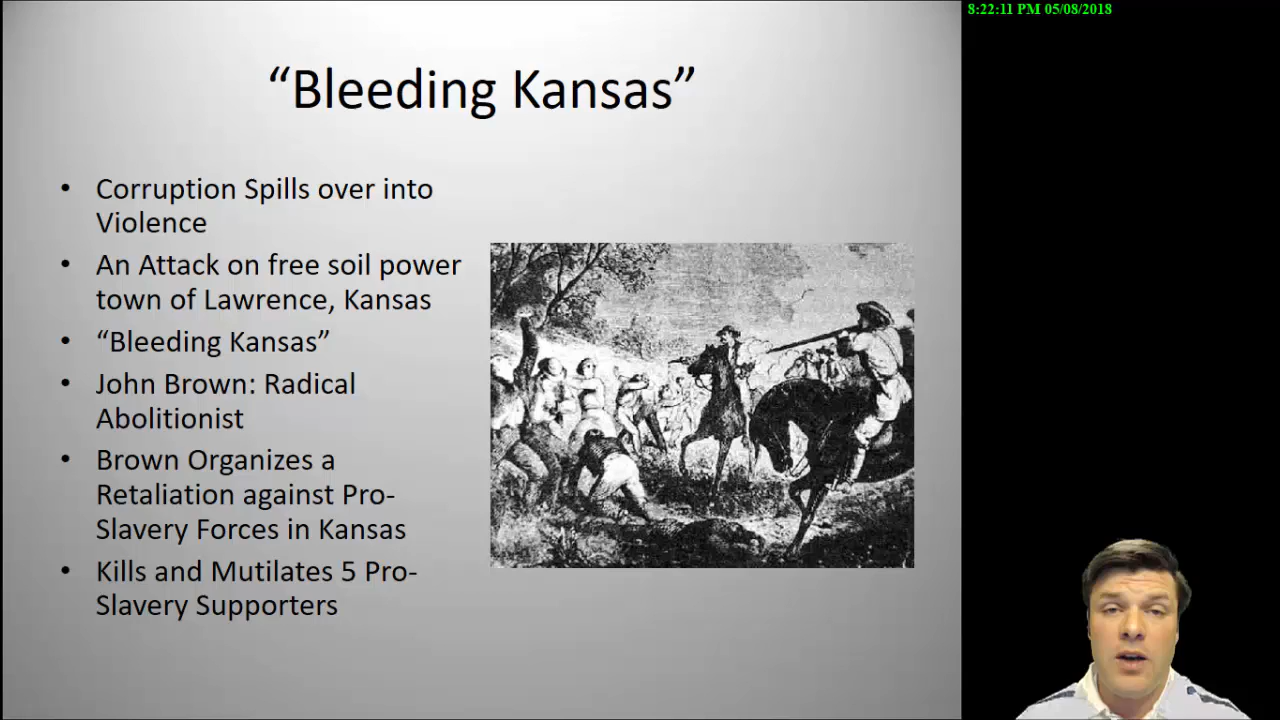 8:22:11 PM 05/08/2018
“Bleeding Kansas”
• Corruption Spills over into
Violence
• An Attack on free soil power
town of Lawrence, Kansas
• “Bleeding Kansas”
• John Brown: Radical
Abolitionist
• Brown Organizes a
Retaliation against Pro-
Slavery Forces in Kansas
• Kills and Mutilates 5 Pro-
Slavery Supporters